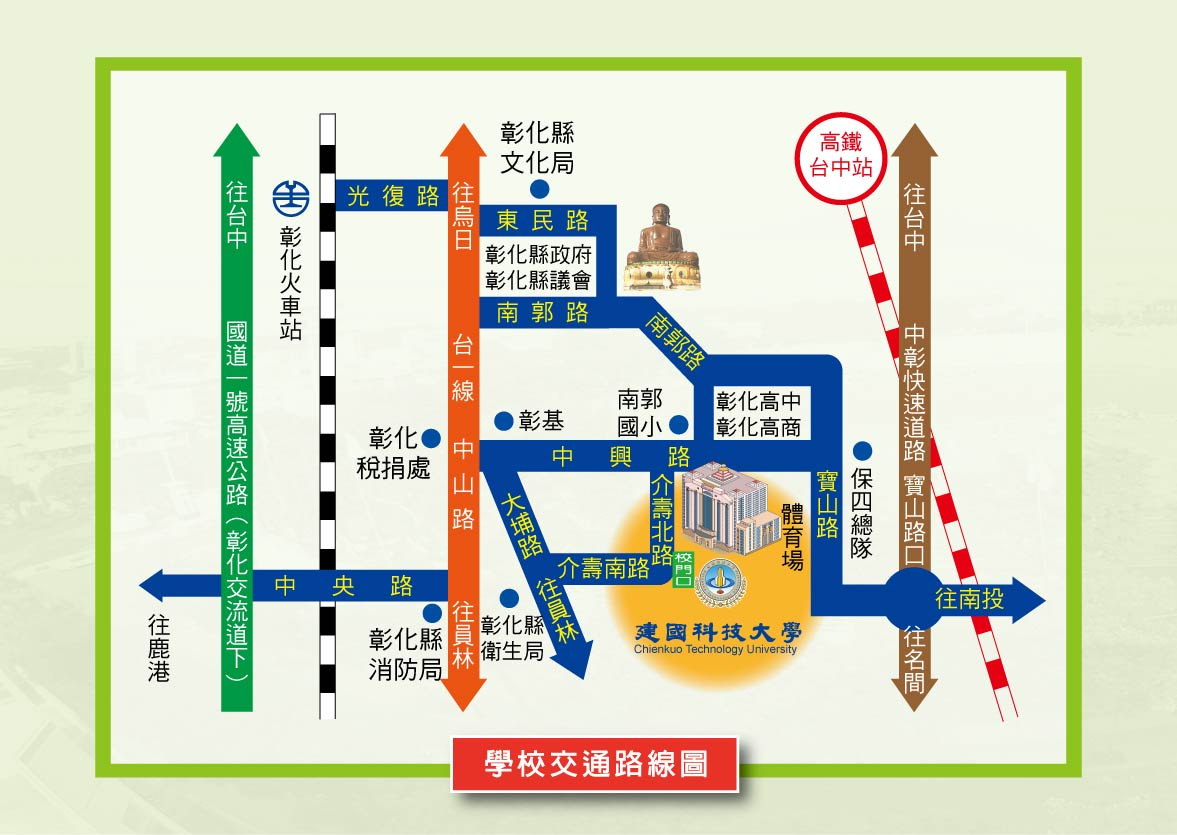 彰化縣
文化局
高鐵
台中站
往台中
國道一號高速公路(彰化交流道下)
彰化火車站
光復路
往烏日
台一線
中山路
往員林
東民路
彰化縣政府
彰化縣議會
南郭路
南郭路
往台中
中彰快速道路
寶山路口
往名間
彰基
南郭
國小
彰化高中
彰化高商
彰化
稅捐處
中興路
大埔路
往員林
介壽北路
介壽南路
校門口
體育場
寶山路
保四總隊
中央路
往鹿港
往南投
彰化縣
消防局
彰化縣
衛生局
建國科技大學
Chienkuo Technology University
學校交通路線圖